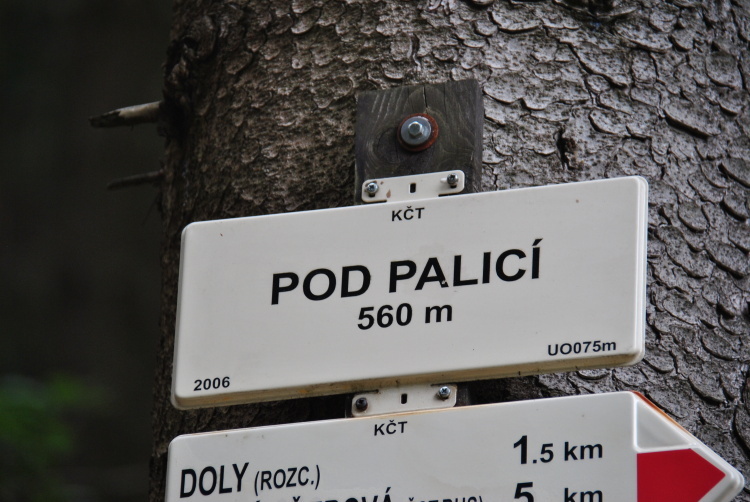 KČT
POD PALICÍ
560 m
2006 UO075m
KČT
DOLY (ROZC.) 1.5 km
5 km